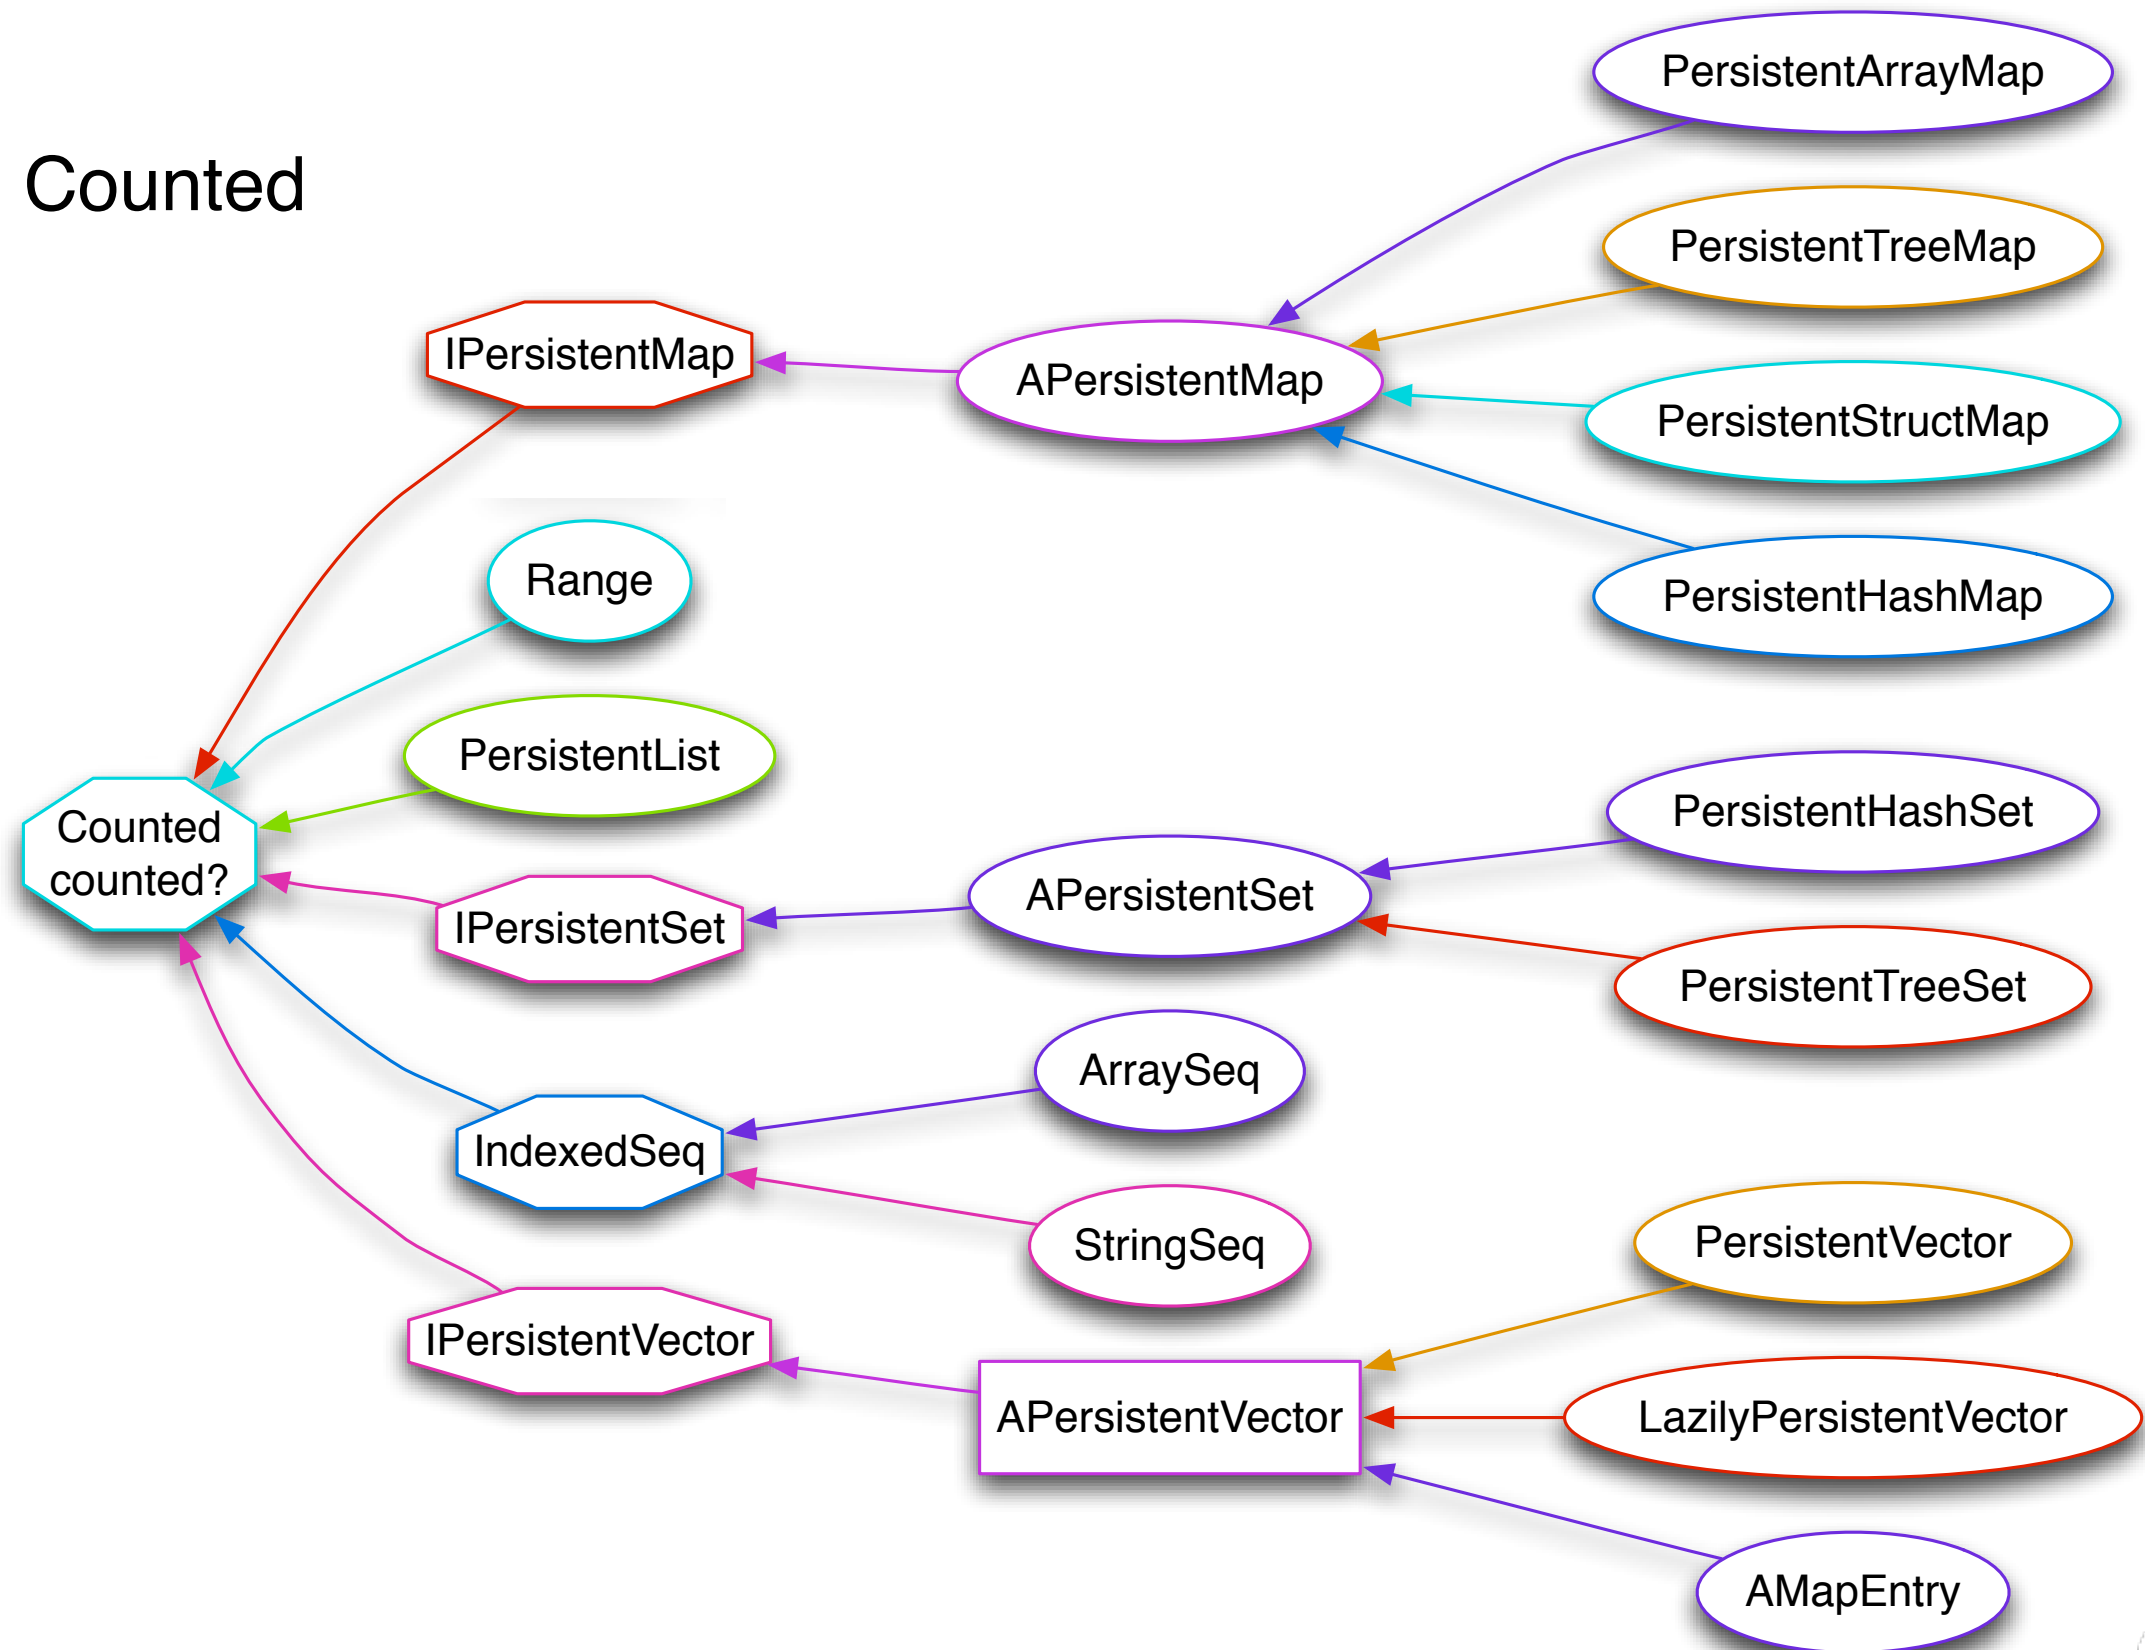 Counted
PersistentArrayMap
PersistentTreeMap
IPersistentMap
APersistentMap
PersistentStructMap
Range
PersistentHashMap
PersistentList
Counted
counted?
PersistentHashSet
APersistentSet
IPersistentSet
PersistentTreeSet
ArraySeq
IndexedSeq
StringSeq
PersistentVector
IPersistentVector
APersistentVector
LazilyPersistentVector
AMapEntry